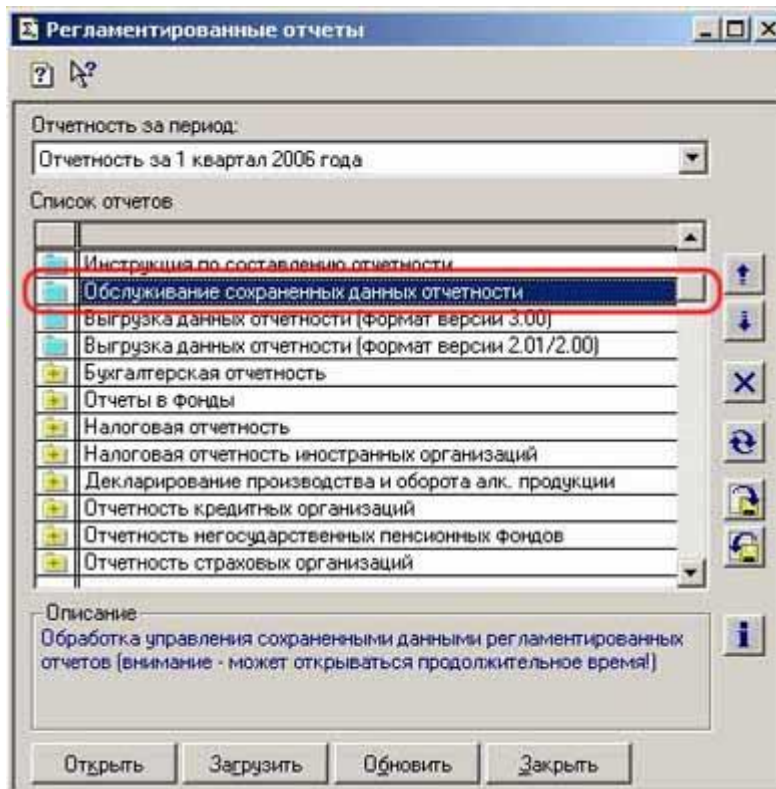 Регламентированные отчеты
Отчетность за период:
Отчетность за 1 квартал 2006 года
Список отчетов
Инструкция по составлению отчетности
Обслуживание сохраненных данных отчетности
Выгрузка данных отчетности (формат версии 3.00)
Выгрузка данных отчетности (формат версии 2.01/2.00)
Бухгалтерская отчетность
Отчеты в фонды
Налоговая отчетность
Налоговая отчетность иностранных организаций
Декларирование производства и оборота алк. продукции
Отчетность кредитных организаций
Отчетность негосударственных пенсионных фондов
Отчетность страховых организаций
Описание
Обработка управления сохраненными данными регламентированных
отчетов (внимание - может открываться продолжительное время!)
Открыть Загрузить Обновить Закрыть